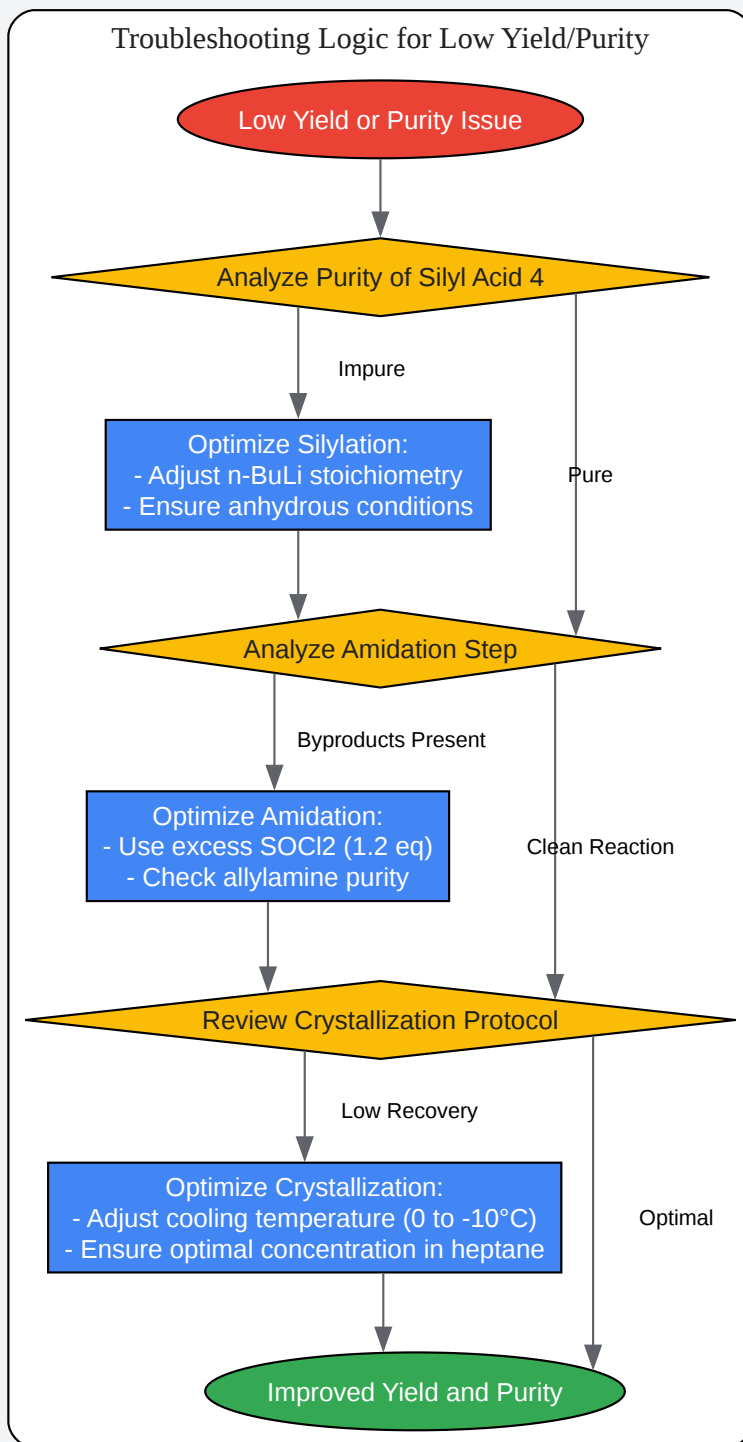 Troubleshooting Logic for Low Yield/Purity
Low Yield or Purity Issue
Analyze Purity of Silyl Acid 4
Impure
Optimize Silylation:
- Adjust n-BuLi stoichiometry
- Ensure anhydrous conditions
Pure
Analyze Amidation Step
Byproducts Present
Optimize Amidation:
- Use excess SOCl2 (1.2 eq)
- Check allylamine purity
Clean Reaction
Review Crystallization Protocol
Low Recovery
Optimize Crystallization:
- Adjust cooling temperature (0 to -10°C)
- Ensure optimal concentration in heptane
Optimal
Improved Yield and Purity